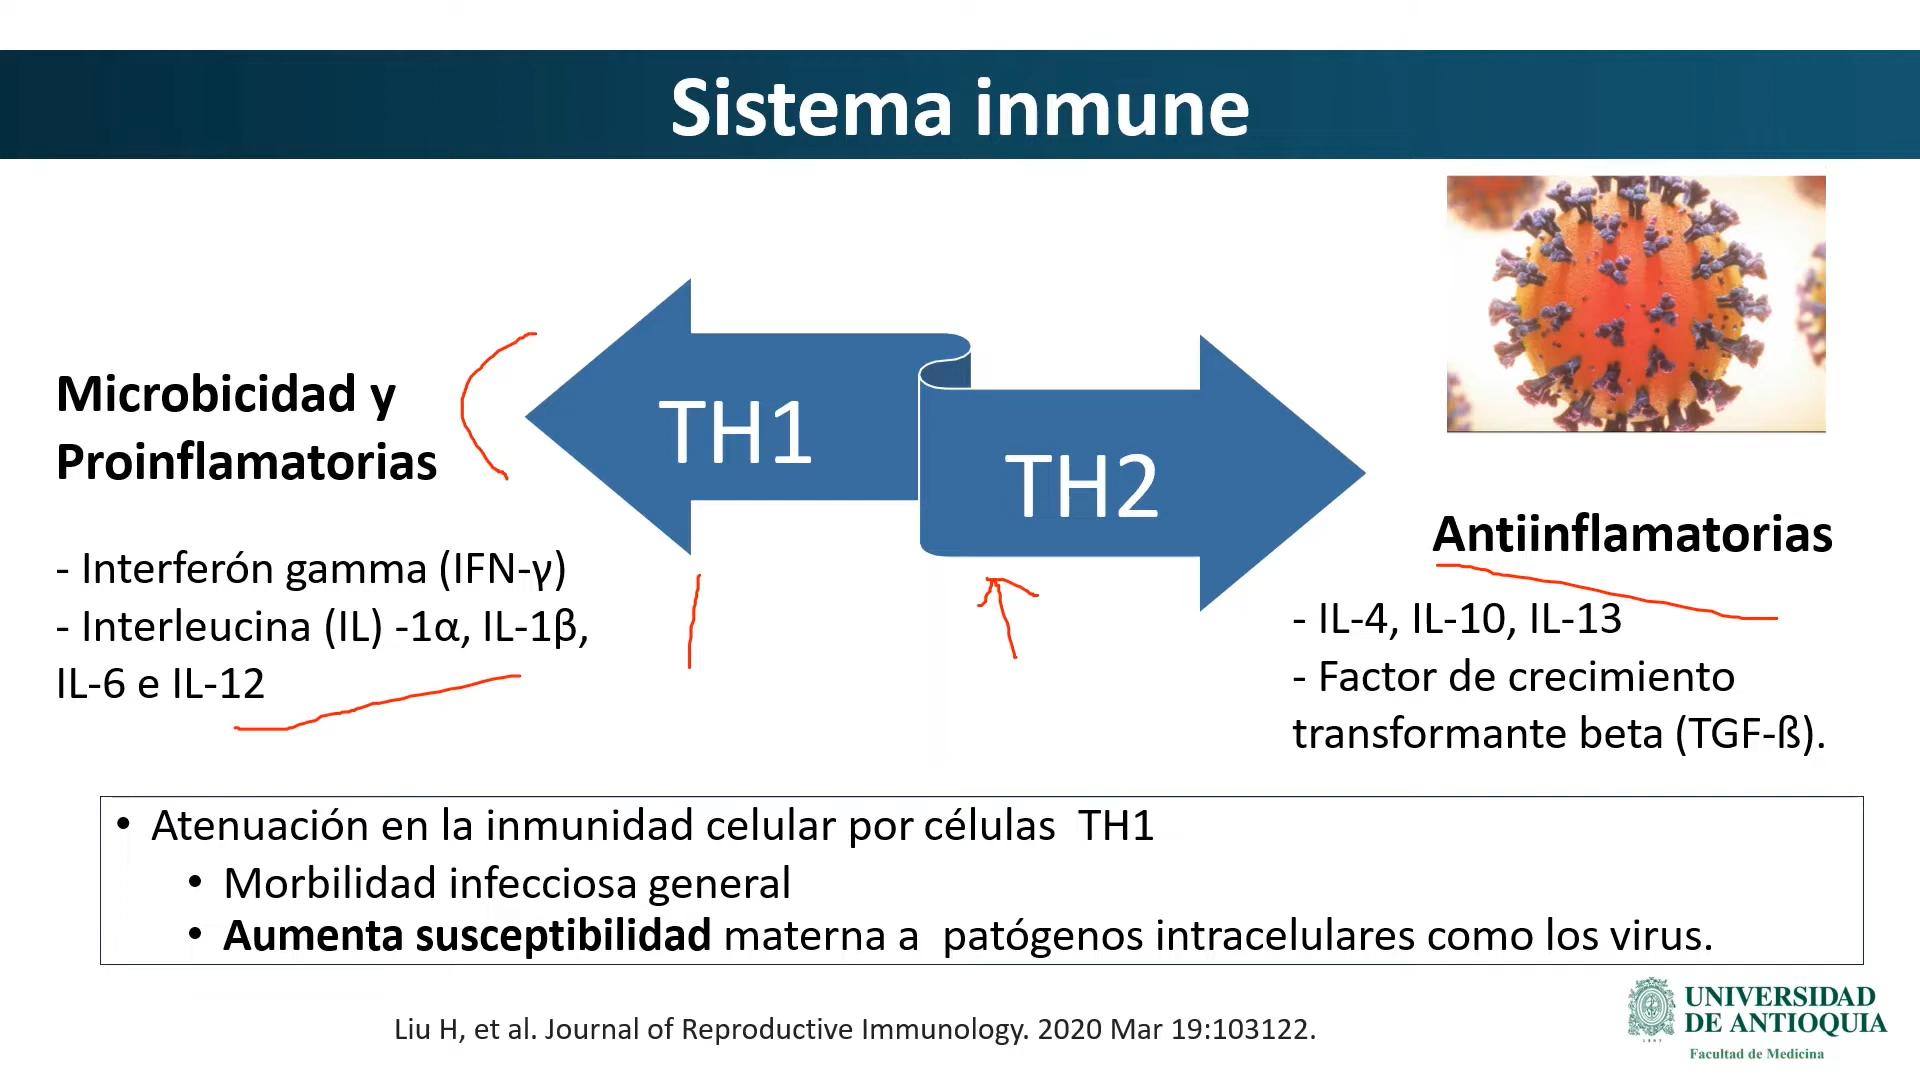 Sistema inmune
Microbicidad y
Proinflamatorias
- Interferón gamma (IFN-γ)
- Interleucina (IL) -1α, IL-1β,
IL-6 e IL-12
TH1
TH2
Antiinflamatorias
- IL-4, IL-10, IL-13
- Factor de crecimiento
transformante beta (TGF-ß).
• Atenuación en la inmunidad celular por células TH1
• Morbilidad infecciosa general
• Aumenta susceptibilidad materna a patógenos intracelulares como los virus.
Liu H, et al. Journal of Reproductive Immunology. 2020 Mar 19:103122.
UNIVERSIDAD
DE ANTIOQUIA
1803
Facultad de Medicina